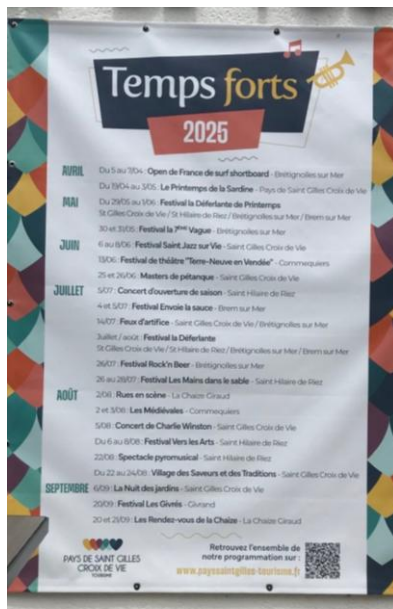 Temps forts
2025
AVRIL
Du 5 au 7/04 : Open de France de surf shortboard - Brétignolles sur Mer
Du 19/04 au 3/05 : Le Printemps de la Sardine - Pays de Saint Gilles Croix de Vie
MAI
Du 29/05 au 1/06 : Festival la Déferlante de Printemps
St Gilles Croix de Vie / St Hilaire de Riez / Brétignolles sur Mer / Brem sur Mer
30 et 31/05 : Festival la 7ème Vague - Brétignolles sur Mer
JUIN
6 au 8/06 : Festival Saint Jazz sur Vie - Saint Gilles Croix de Vie
13/06 : Festival de théâtre "Terre-Neuve en Vendée" - Commequiers
25 et 26/06 : Masters de pétanque - Saint Gilles Croix de Vie
JUILLET
5/07 : Concert d'ouverture de saison - Saint Hilaire de Riez
4 et 5/07 : Festival Envoie la sauce - Brem sur Mer
14/07 : Feux d'artifice - Saint Gilles Croix de Vie / Brétignolles sur Mer
Juillet / août : Festival la Déferlante
St Gilles Croix de Vie / St Hilaire de Riez / Brétignolles sur Mer / Brem sur Mer
26/07 : Festival Rock'n Beer - Brétignolles sur Mer
26 au 28/07 : Festival Les Mains dans le sable - Saint Hilaire de Riez
AOÛT
2/08 : Rues en scène - La Chaize Giraud
2 et 3/08 : Les Médiévales - Commequiers
5/08 : Concert de Charlie Winston - Saint Gilles Croix de Vie
Du 6 au 8/08 : Festival Vers les Arts - Saint Hilaire de Riez
22/08 : Spectacle pyromusical - Saint Hilaire de Riez
Du 22 au 24/08 : Village des Saveurs et des Traditions - Saint Gilles Croix de Vie
SEPTEMBRE
6/09 : La Nuit des jardins - Saint Gilles Croix de Vie
20/09 : Festival Les Givrés - Givrand
20 et 21/09 : Les Rendez-vous de la Chaize - La Chaize Giraud
PAYS DE SAINT GILLES
CROIX DE VIE
TOURISME
Retrouvez l'ensemble de
notre programmation sur :
www.payssaintgilles-tourisme.fr